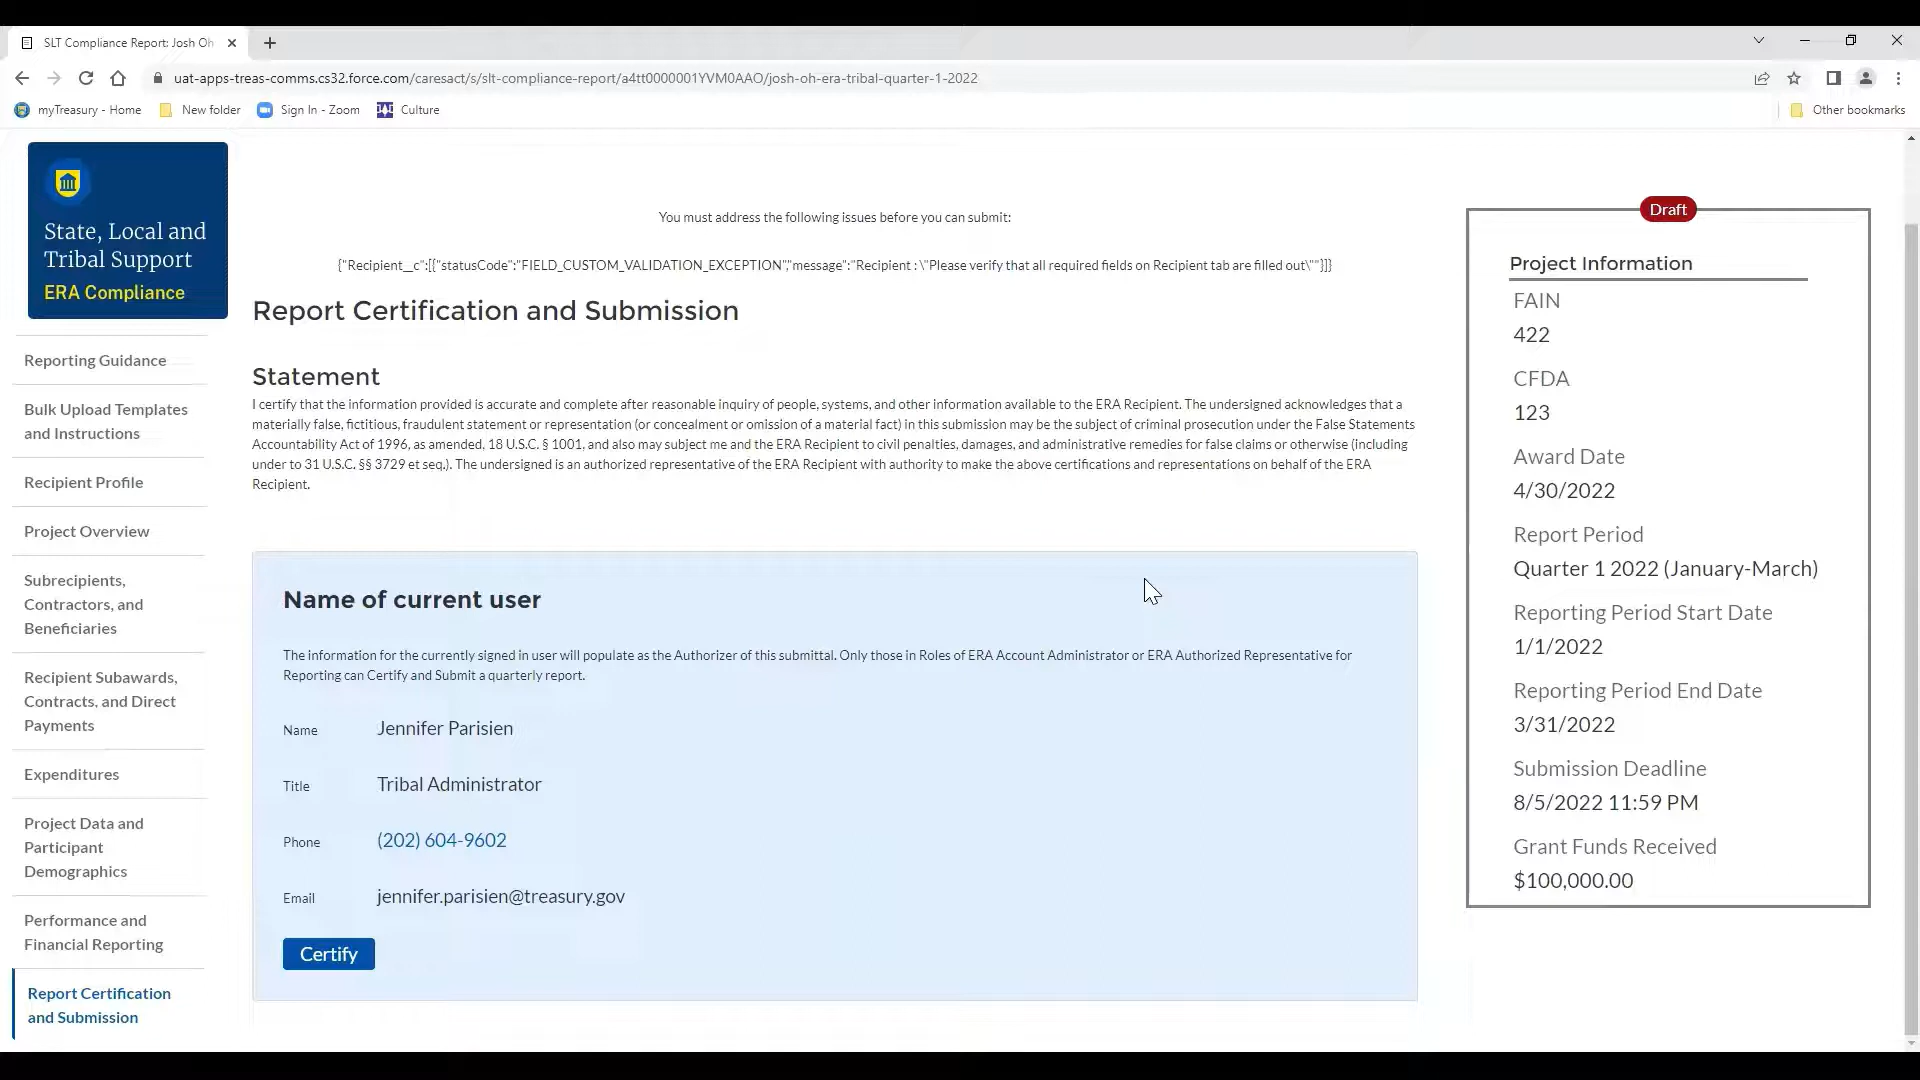 SLT Compliance Report: Josh Oh
uat-apps-treas-comms.cs32.force.com/caresact/s/slt-compliance-report/a4tt0000001YVM0AAO/josh-oh-era-tribal-quarter-1-2022
myTreasury - Home
New folder
Sign In - Zoom
Culture
Other bookmarks
State, Local and
Tribal Support
ERA Compliance
Reporting Guidance
Bulk Upload Templates
and Instructions
Recipient Profile
Project Overview
Subrecipients,
Contractors, and
Beneficiaries
Recipient Subawards,
Contracts. and Direct
Payments
Expenditures
Project Data and
Participant
Demographics
Performance and
Financial Reporting
Report Certification
and Submission
You must address the following issues before you can submit:
{"Recipient__c":[{"statusCode":"FIELD_CUSTOM_VALIDATION_EXCEPTION","message":"Recipient : \"Please verify that all required fields on Recipient tab are filled out\""}]}
Report Certification and Submission
Statement
I certify that the information provided is accurate and complete after reasonable inquiry of people, systems, and other information available to the ERA Recipient. The undersigned acknowledges that a
materially false, fictitious, fraudulent statement or representation (or concealment or omission of a material fact) in this submission may be the subject of criminal prosecution under the False Statements
Accountability Act of 1996, as amended, 18 U.S.C. § 1001, and also may subject me and the ERA Recipient to civil penalties, damages, and administrative remedies for false claims or otherwise (including
under to 31 U.S.C. §§ 3729 et seq.). The undersigned is an authorized representative of the ERA Recipient with authority to make the above certifications and representations on behalf of the ERA
Recipient.
Name of current user
The information for the currently signed in user will populate as the Authorizer of this submittal. Only those in Roles of ERA Account Administrator or ERA Authorized Representative for
Reporting can Certify and Submit a quarterly report.
Name Jennifer Parisien
Title Tribal Administrator
Phone (202) 604-9602
Email jennifer.parisien@treasury.gov
Certify
Draft
Project Information
FAIN
422
CFDA
123
Award Date
4/30/2022
Report Period
Quarter 1 2022 (January-March)
Reporting Period Start Date
1/1/2022
Reporting Period End Date
3/31/2022
Submission Deadline
8/5/2022 11:59 PM
Grant Funds Received
$100,000.00